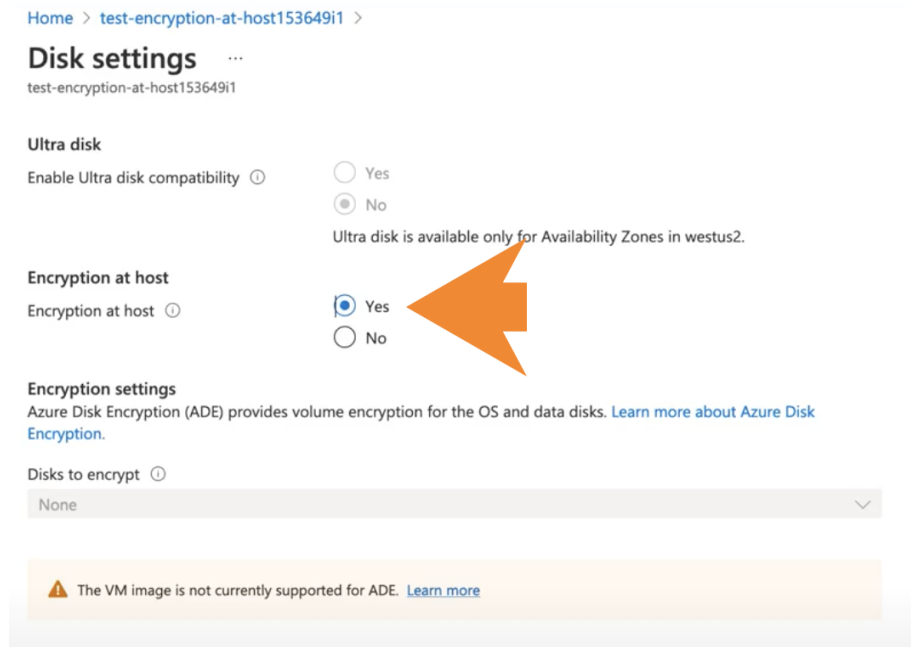 Home > test-encryption-at-host153649i1 >
Disk settings ...
test-encryption-at-host153649i1
Ultra disk
Enable Ultra disk compatibility
Yes
No
Ultra disk is available only for Availability Zones in westus2.
Encryption at host
Encryption at host
Yes
No
Encryption settings
Azure Disk Encryption (ADE) provides volume encryption for the OS and data disks. Learn more about Azure Disk
Encryption.
Disks to encrypt
None
The VM image is not currently supported for ADE. Learn more